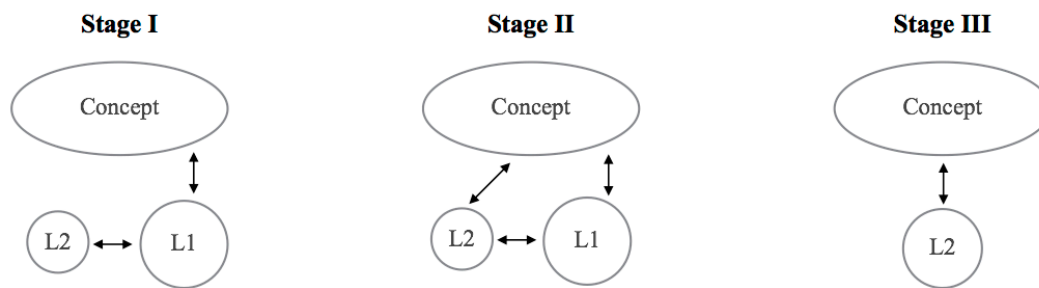 Stage I
Stage II
Stage III
Concept
Concept
Concept
L2
L1
L2
L1
L2